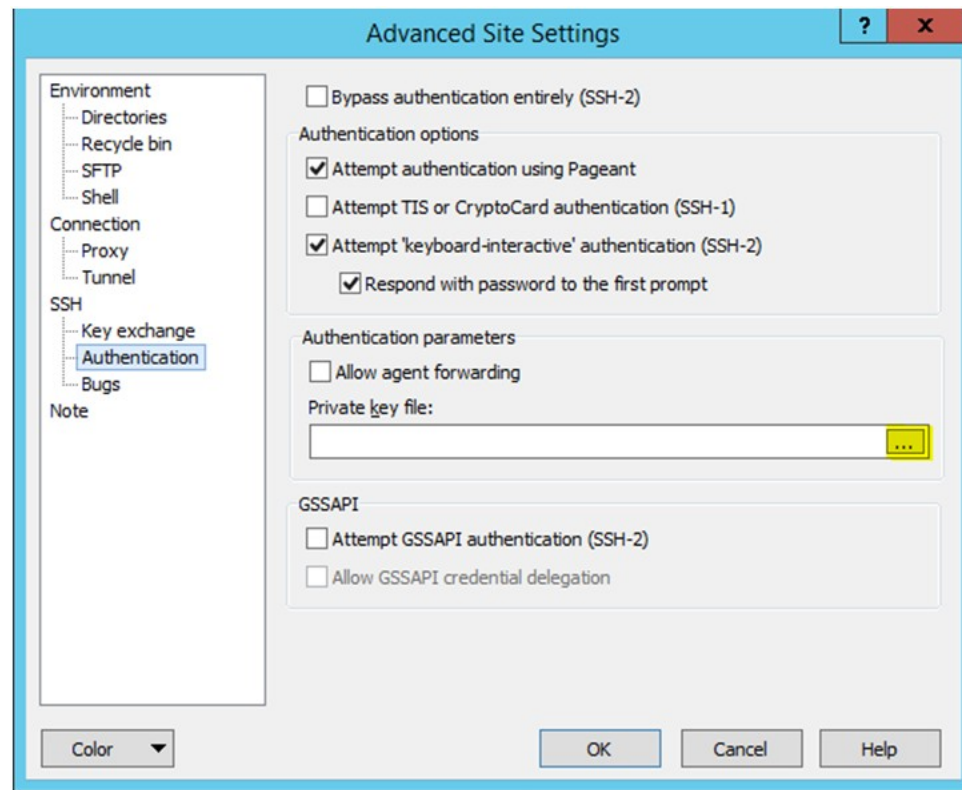 Advanced Site Settings
?
x
Environment
Directories
Recycle bin
SFTP
Shell
Connection
Proxy
Tunnel
SSH
Key exchange
Authentication
Bugs
Note
Bypass authentication entirely (SSH-2)
Authentication options
Attempt authentication using Pageant
Attempt TIS or CryptoCard authentication (SSH-1)
Attempt 'keyboard-interactive' authentication (SSH-2)
Respond with password to the first prompt
Authentication parameters
Allow agent forwarding
Private key file:
...
GSSAPI
Attempt GSSAPI authentication (SSH-2)
Allow GSSAPI credential delegation
Color
OK
Cancel
Help